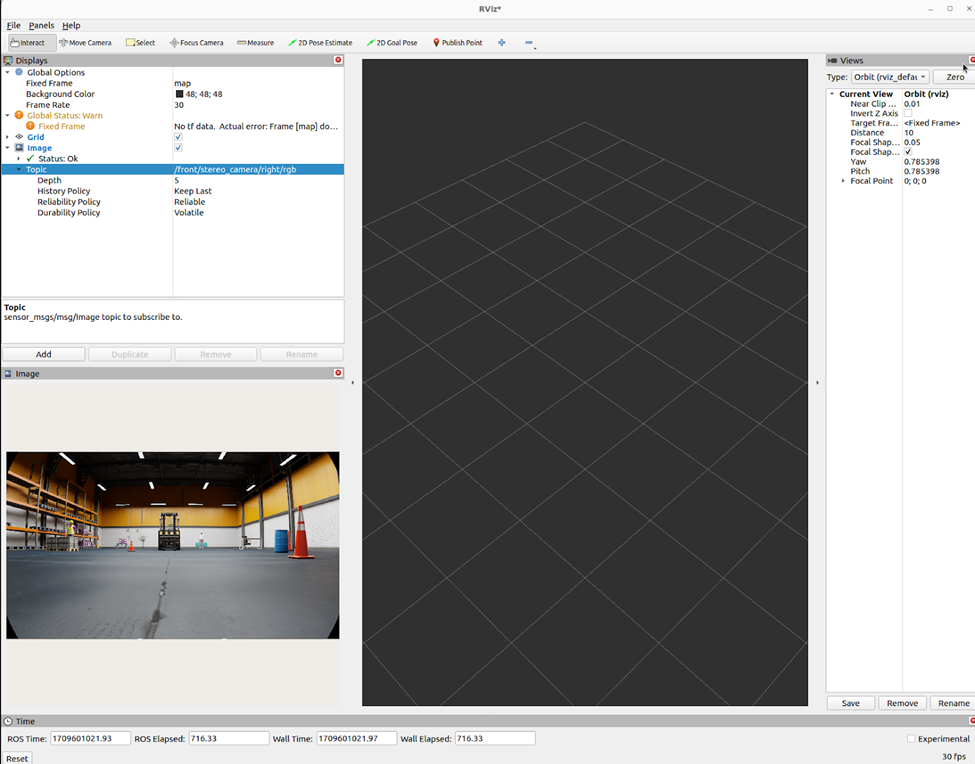 RViz*
File Panels Help
Interact Move Camera Select Focus Camera Measure 2D Pose Estimate 2D Goal Pose Publish Point
Displays
Global Options
Fixed Frame map
Background Color 48; 48; 48
Frame Rate 30
Global Status: Warn
Fixed Frame No tf data. Actual error: Frame [map] do...
Grid
Image
Status: Ok
Topic /front/stereo_camera/right/rgb
Depth 5
History Policy Keep Last
Reliability Policy Reliable
Durability Policy Volatile
Topic
sensor_msgs/msg/Image topic to subscribe to.
Add Duplicate Remove Rename
Image
Views
Type: Orbit (rviz_defau Zero
Current View Orbit (rviz)
Near Clip ... 0.01
Invert Z Axis
Target Fra... <Fixed Frame>
Distance 10
Focal Shap... 0.05
Focal Shap...
Yaw 0.785398
Pitch 0.785398
Focal Point 0; 0; 0
Save Remove Rename
Time
ROS Time: 1709601021.93 ROS Elapsed: 716.33 Wall Time: 1709601021.97 Wall Elapsed: 716.33 Experimental
Reset 30 fps